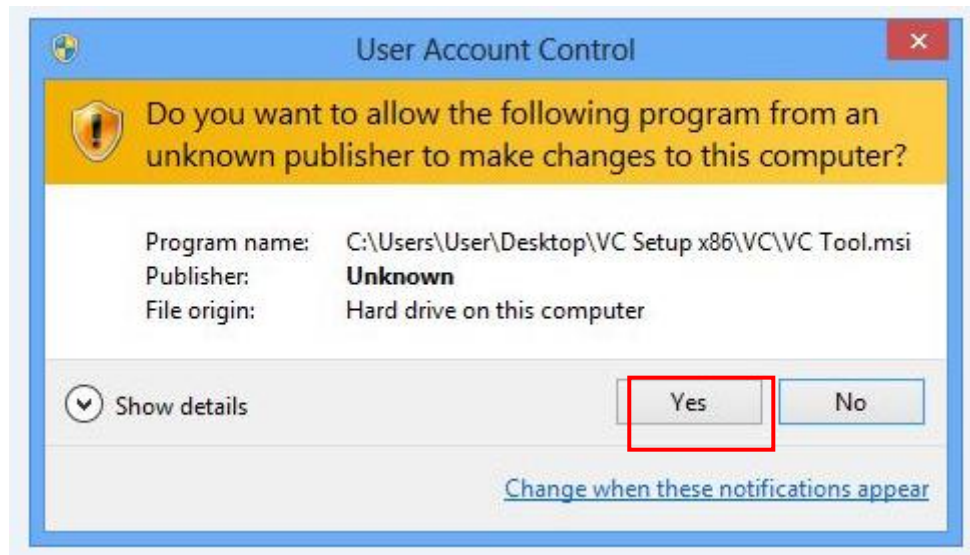 User Account Control
Do you want to allow the following program from an
unknown publisher to make changes to this computer?
Program name: C:\Users\User\Desktop\VC Setup x86\VC\VC Tool.msi
Publisher: Unknown
File origin: Hard drive on this computer
Show details Yes No
Change when these notifications appear